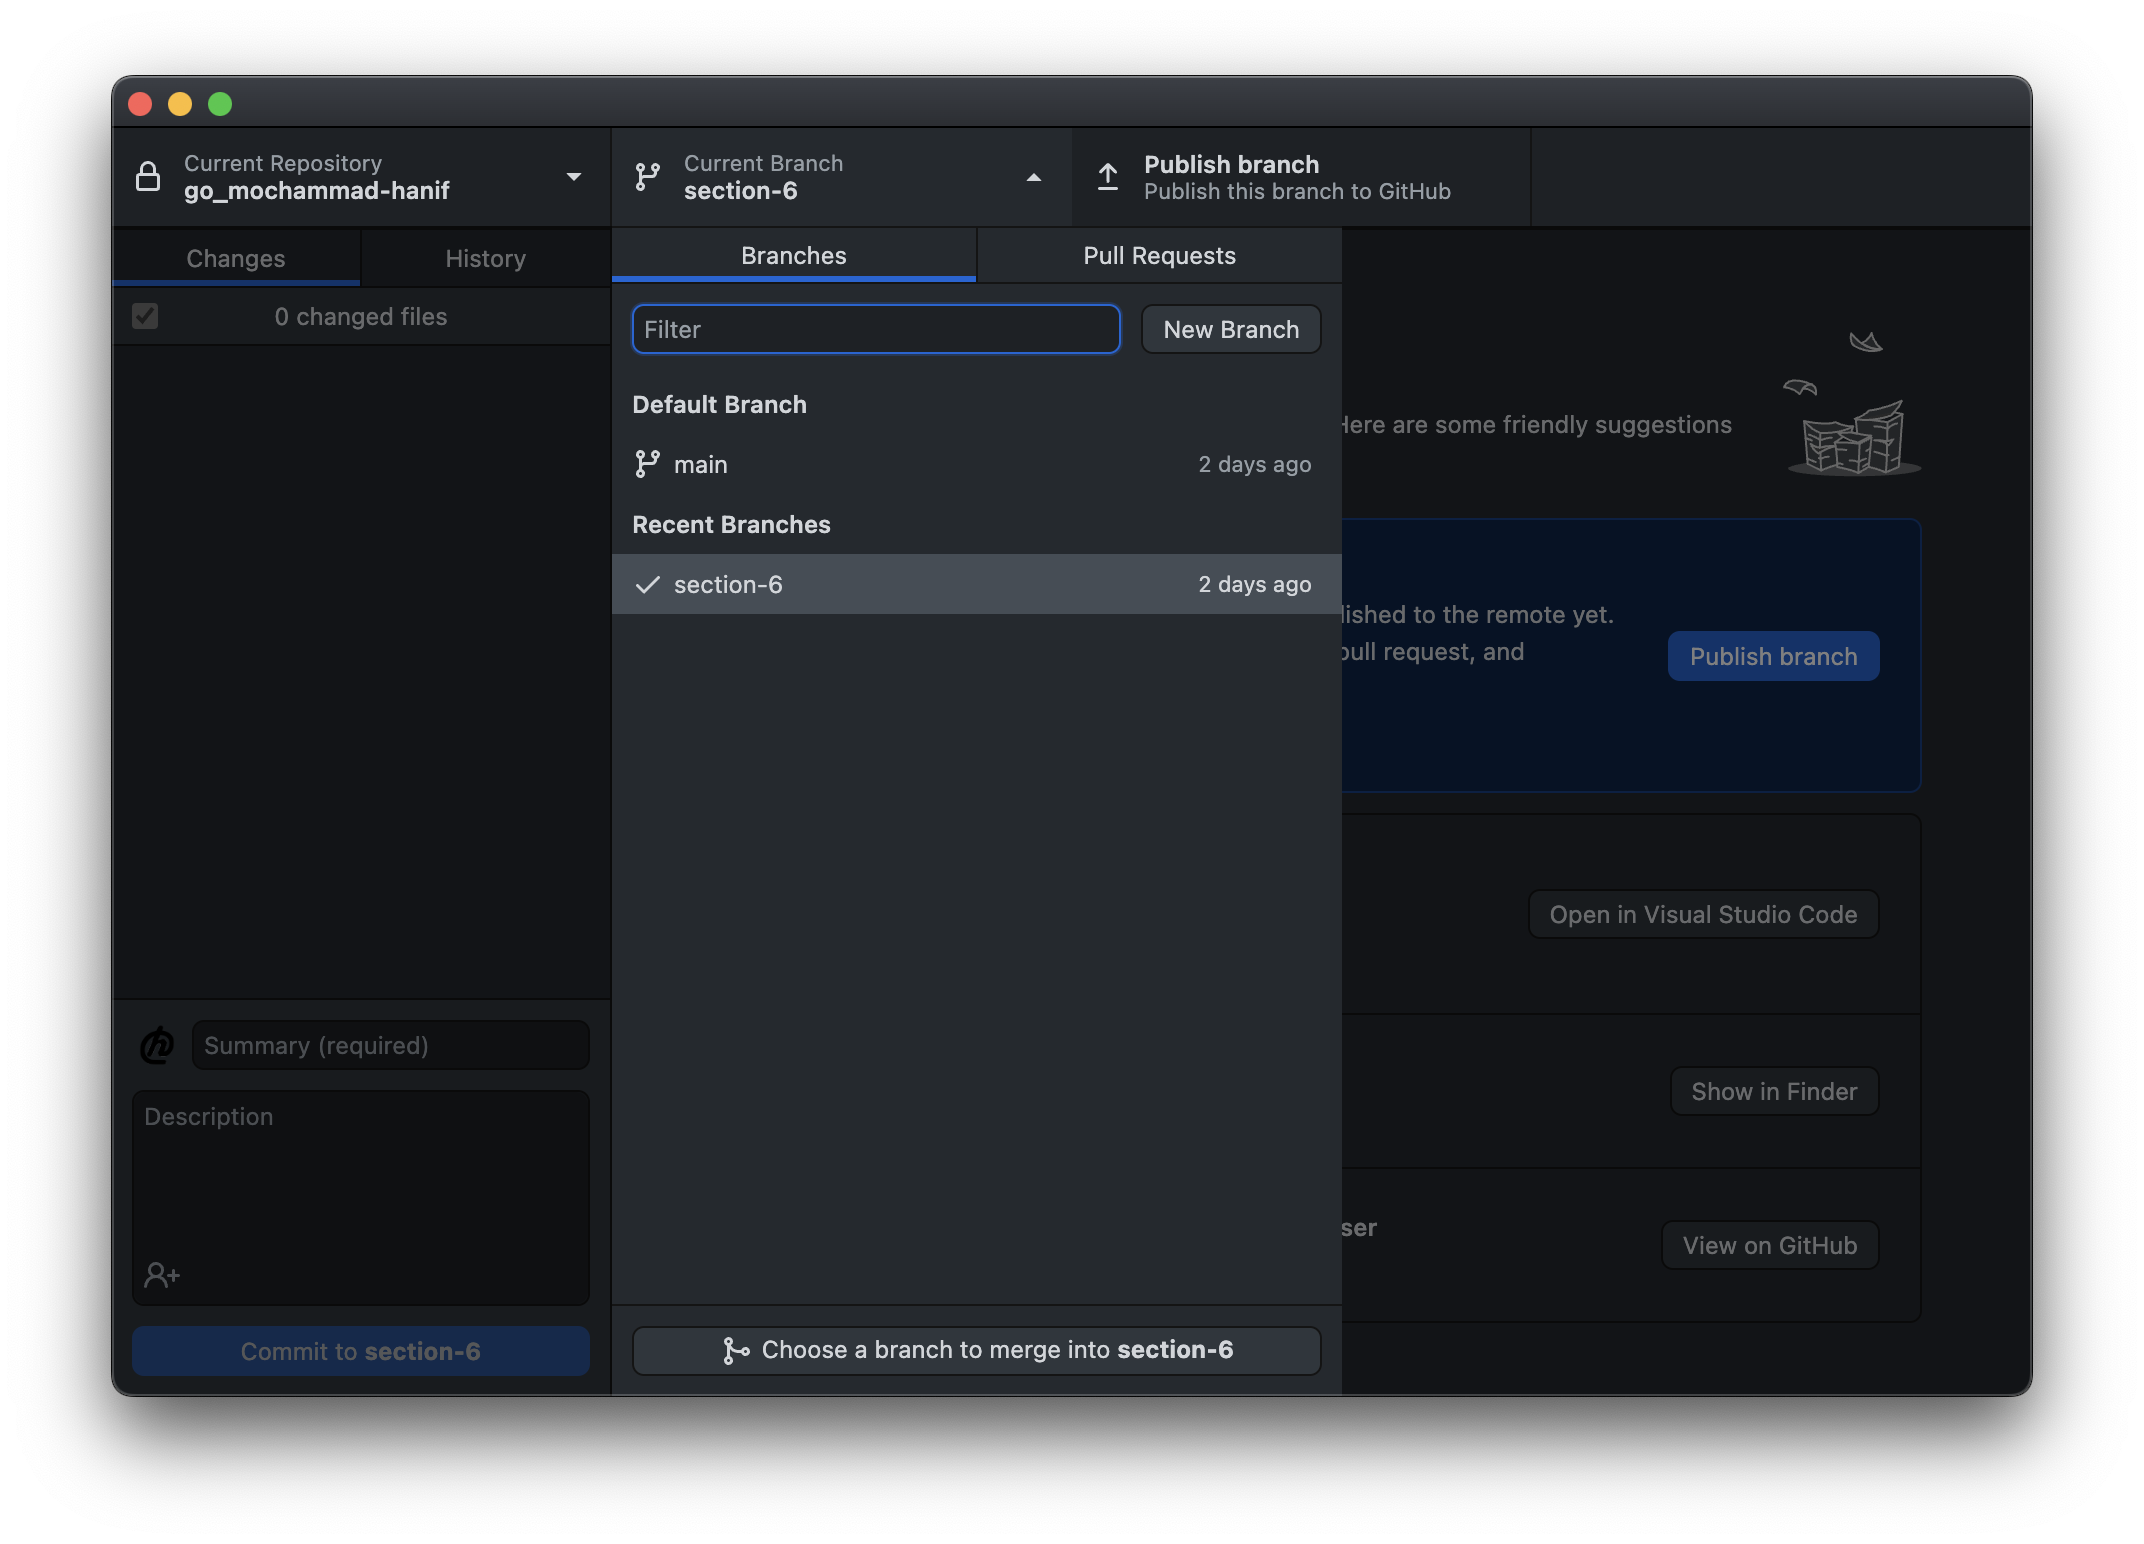 Current Repository
go_mochammad-hanif
Current Branch
section-6
Publish branch
Publish this branch to GitHub
Changes
History
0 changed files
Branches
Pull Requests
Filter
New Branch
Default Branch
main
2 days ago
Recent Branches
section-6
2 days ago
Here are some friendly suggestions
lished to the remote yet.
pull request, and
Publish branch
Open in Visual Studio Code
Show in Finder
ser
View on GitHub
Summary (required)
Description
Commit to section-6
Choose a branch to merge into section-6